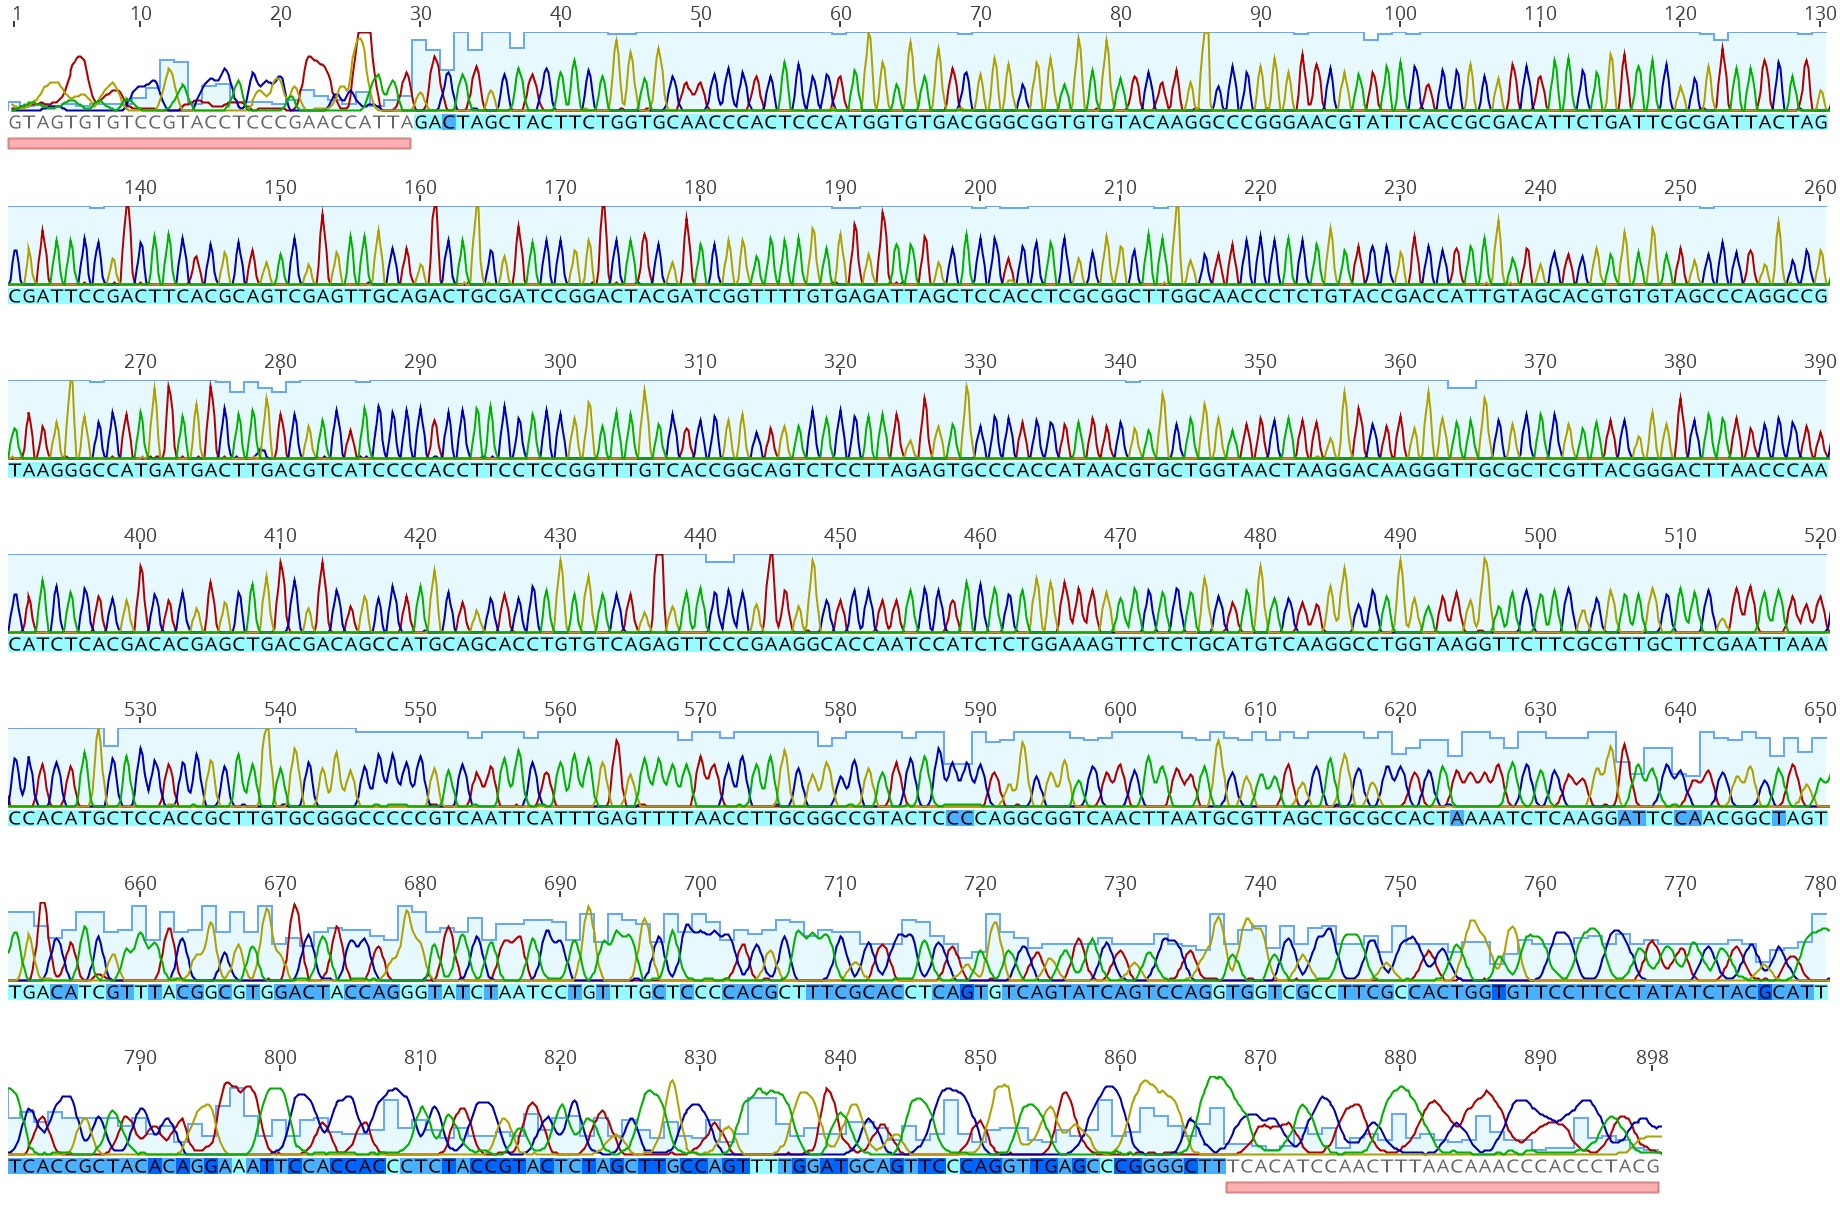 1 10 20 30 40 50 60 70 80 90 100 110 120 130
GTAGTGTGTCCGTACCTCCCGAACCATTAGACTAGCTACTTCTGGTGCAACCCACTCCCATGGTGTGACGGGCGGTGTGTACAAGGCCCGGGAACGTATTCACCGCGACATTCTGATTCGCGATTACTAG
140 150 160 170 180 190 200 210 220 230 240 250 260
CGATTCCGACTTCACGCAGTCGAGTTGCAGACTGCGATCCGGACTACGATCGGTTTTGTGAGATTAGCTCCACCTCGCGGCTTGGCAACCCTCTGTACCGACCATTGTAGCACGTGTGTAGCCCAGGCCG
270 280 290 300 310 320 330 340 350 360 370 380 390
TAAGGGCCATGATGACTTGACGTCATCCCCACCTTCCTCCGGTTTGTCACCGGCAGTCTCCTTAGAGTGCCCACCATAACGTGCTGGTAACTAAGGACAAGGGTTGCGCTCGTTACGGGACTTAACCCAA
400 410 420 430 440 450 460 470 480 490 500 510 520
CATCTCACGACACGAGCTGACGACAGCCATGCAGCACCTGTGTCAGAGTTCCCGAAGGCACCAATCCATCTCTGGAAAGTTCTCTGCATGTCAAGGCCTGGTAAGGTTCTTCGCGTTGCTTCGAATTAAA
530 540 550 560 570 580 590 600 610 620 630 640 650
CCACATGCTCCACCGCTTGTGCGGGCCCCCGTCAATTCATTTGAGTTTTAACCTTGCGGCCGTACTCCCCAGGCGGTCAACTTAATGCGTTAGCTGCGCCACTAAAATCTCAAGGATTCCAACGGCTAGT
660 670 680 690 700 710 720 730 740 750 760 770 780
TGACATCGTTTACGGCGTGGACTACCAGGGTATCTAATCCTGTTTGCTCCCCACGCTTTCGCACCTCAGTGTCAGTATCAGTCCAGGTGGTCGCCTTCGCCACTGGTGTTCCTTCCTATATCTACGCATT
790 800 810 820 830 840 850 860 870 880 890 898
TCACCGCTACACAGGAAATTCCACCACCCTCTACCGTACTCTAGCTTGCCAGTTTTGGATGCAGTTCCCAGGTTGAGCCCGGGGCTTTCACATCCAACTTTAACAAACCCACCCTACG